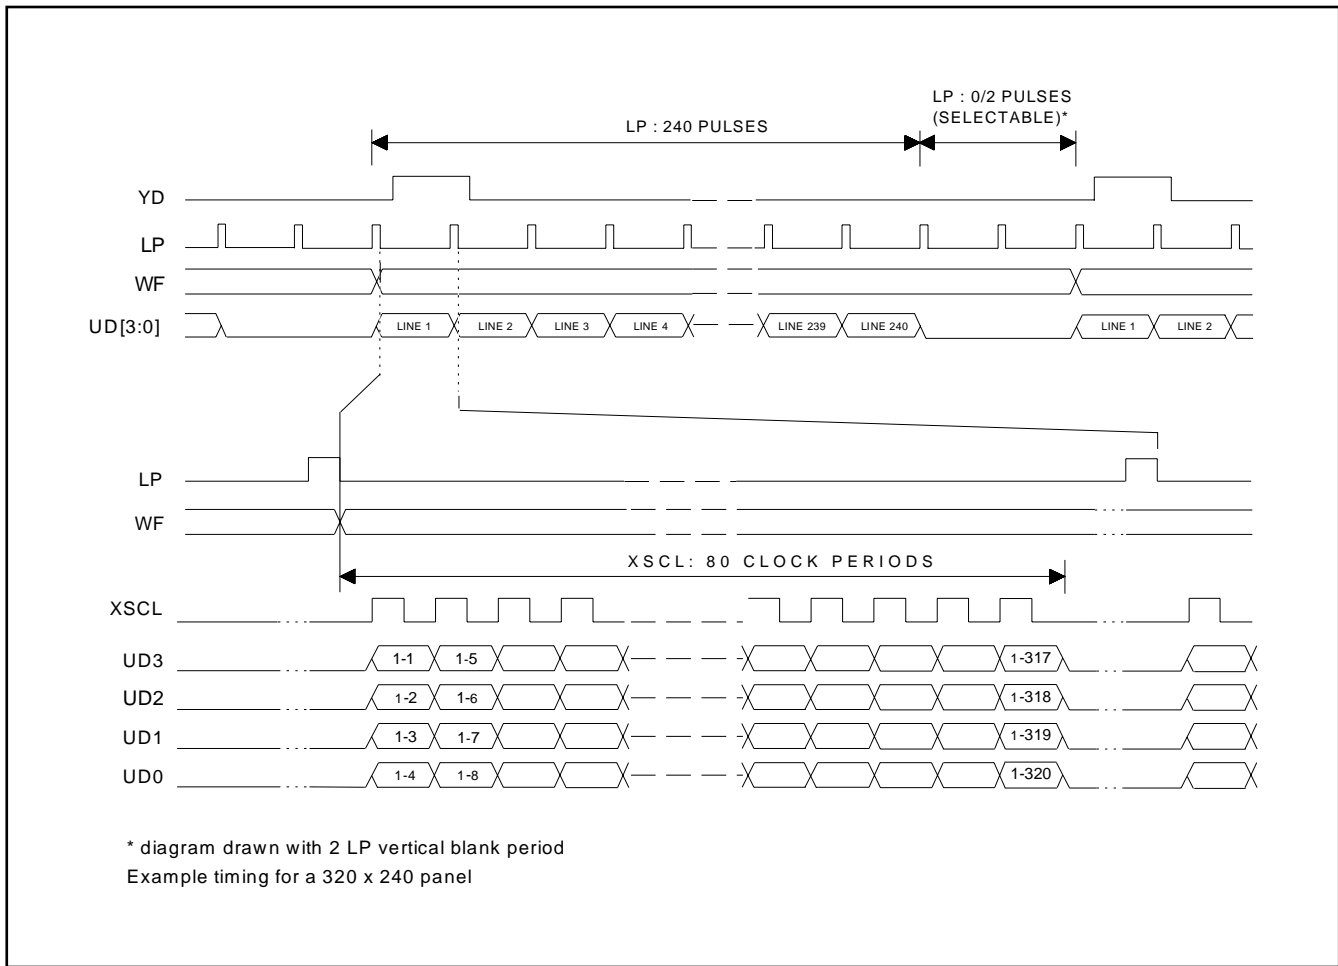 LP : 0/2 PULSES
(SELECTABLE)*
LP : 240 PULSES
YD
LP
WF
UD[3:0] LINE 1 LINE 2 LINE 3 LINE 4 LINE 239 LINE 240 LINE 1 LINE 2
LP
WF
XSCL: 80 CLOCK PERIODS
XSCL
UD3 1-1 1-5 1-317
UD2 1-2 1-6 1-318
UD1 1-3 1-7 1-319
UD0 1-4 1-8 1-320
* diagram drawn with 2 LP vertical blank period
Example timing for a 320 x 240 panel